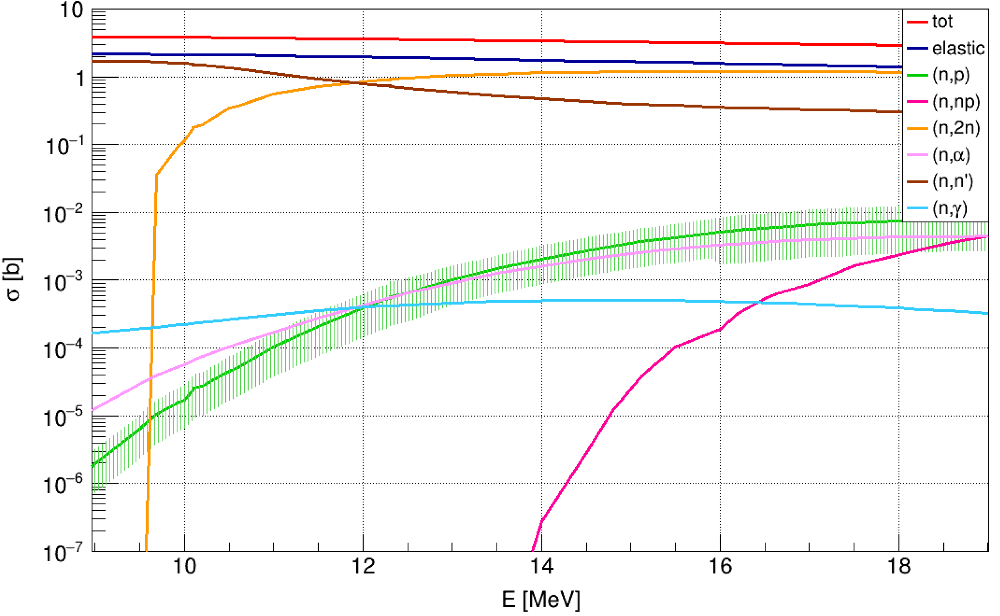 10
1
10⁻¹
10⁻²
10⁻³
10⁻⁴
10⁻⁵
10⁻⁶
10⁻⁷
σ [b]
tot
elastic
(n,p)
(n,np)
(n,2n)
(n,α)
(n,n')
(n,γ)
10 12 14 16 18
E [MeV]